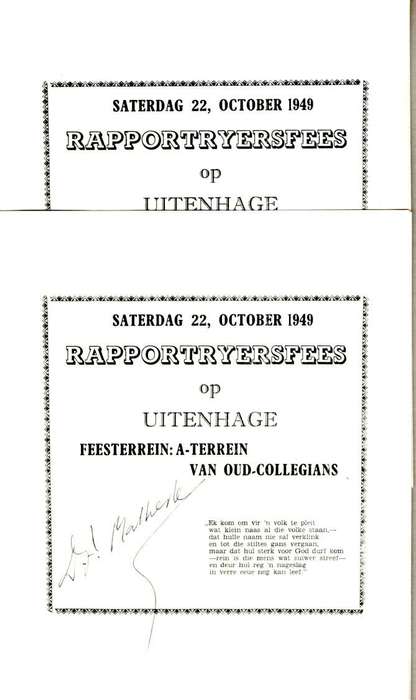 SATERDAG 22, OCTOBER 1949
RAPPORTRYERSFEES
op
UITENHAGE
SATERDAG 22, OCTOBER 1949
RAPPORTRYERSFEES
op
UITENHAGE
FEESTERREIN: A-TERREIN
VAN OUD-COLLEGIANS
„Ek kom om vir 'n volk te pleit
wat klein naas al die volke staan,—
dat hulle naam nie sal verklink
en tot die stiltes gans vergaan,
maar dat hul sterk voor God durf kom
—rein is die mens wat suiwer streef—
en deur hul reg 'n nageslag
in verre eeue nog kan leef."